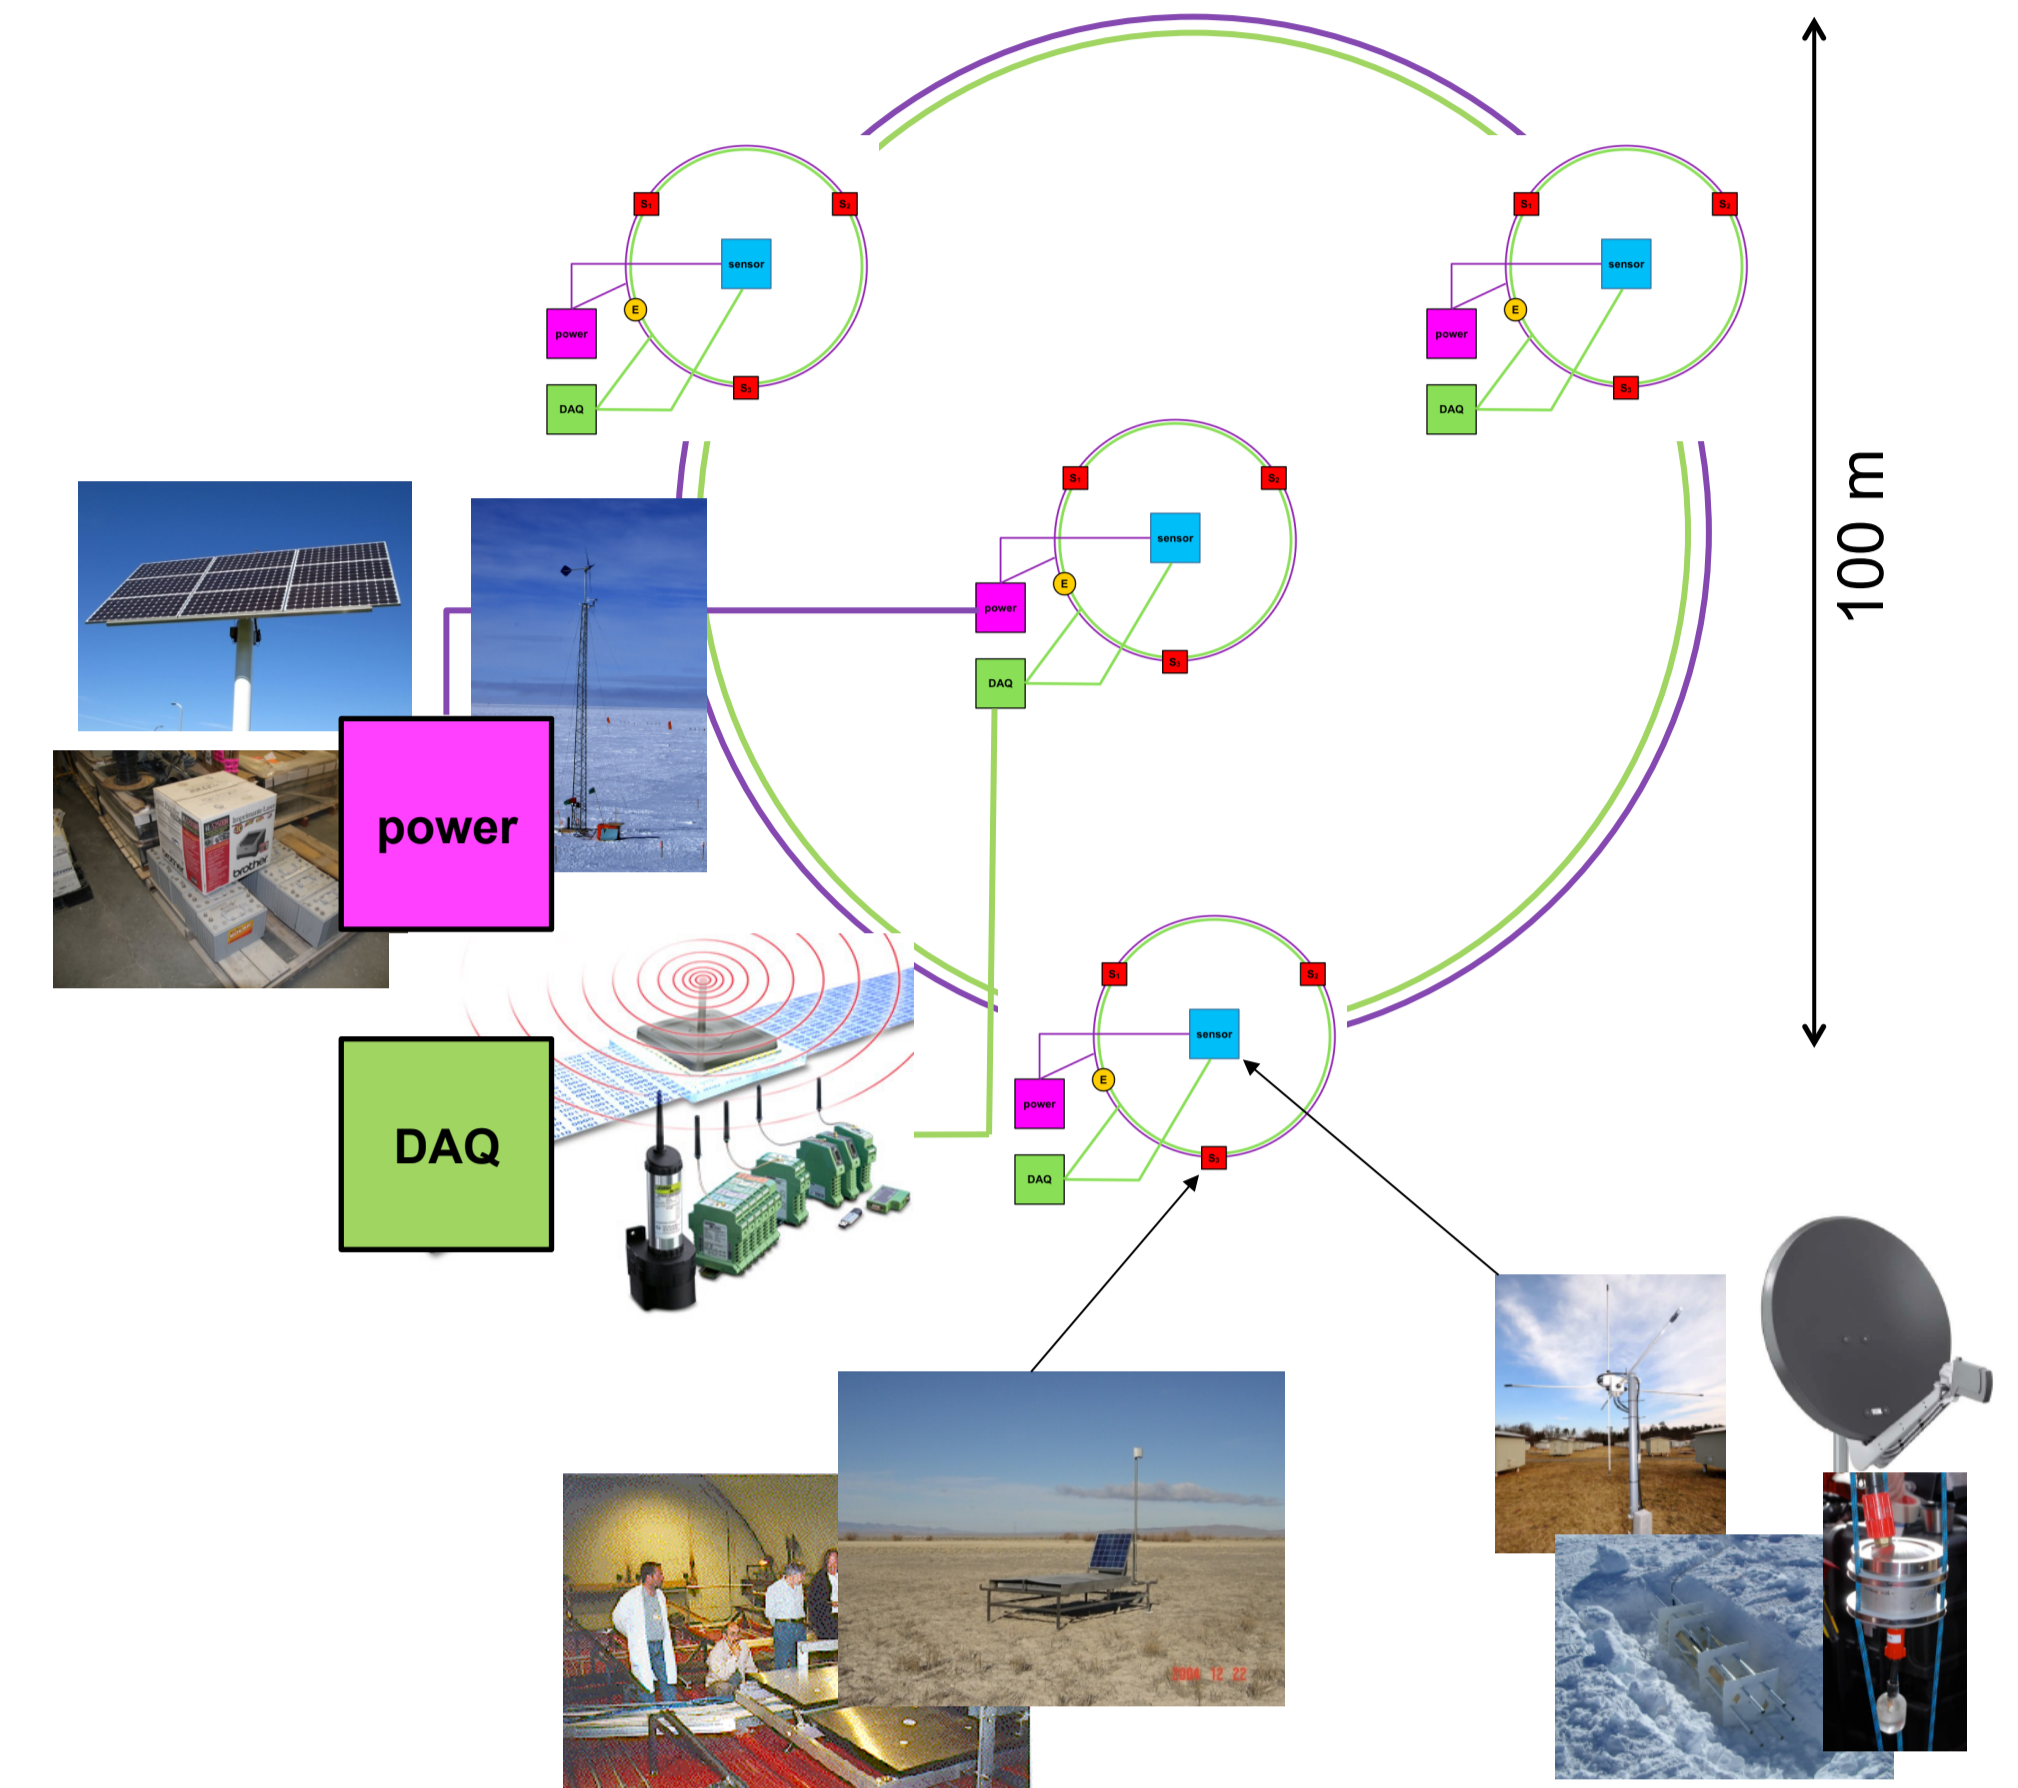 S₁
S₂
sensor
E
power
S₃
DAQ
S₁
S₂
sensor
E
power
S₃
DAQ
100 m
S₁
S₂
sensor
E
power
S₃
DAQ
power
brother
DAQ
S₁
S₂
sensor
E
power
S₃
DAQ
2004 12 22